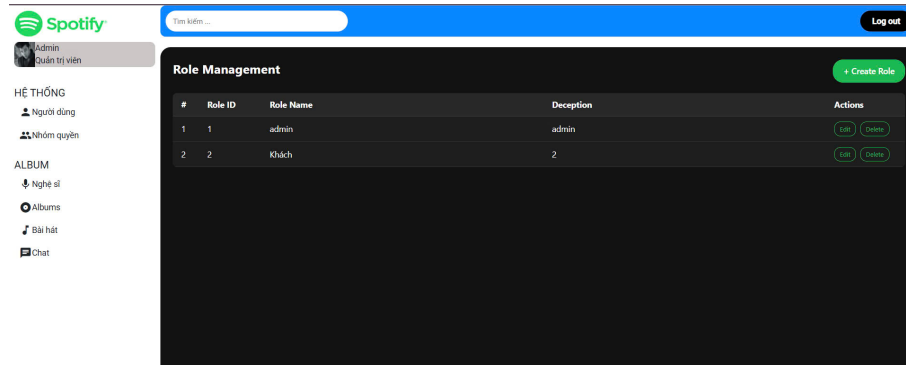 Spotify
Admin
Quản trị viên
HỆ THỐNG
Người dùng
Nhóm quyền
ALBUM
Nghệ sĩ
Albums
Bài hát
Chat
Tìm kiếm ...
Log out
Role Management
+ Create Role
# Role ID Role Name Deception Actions
1 1 admin admin Edit Delete
2 2 Khách 2 Edit Delete